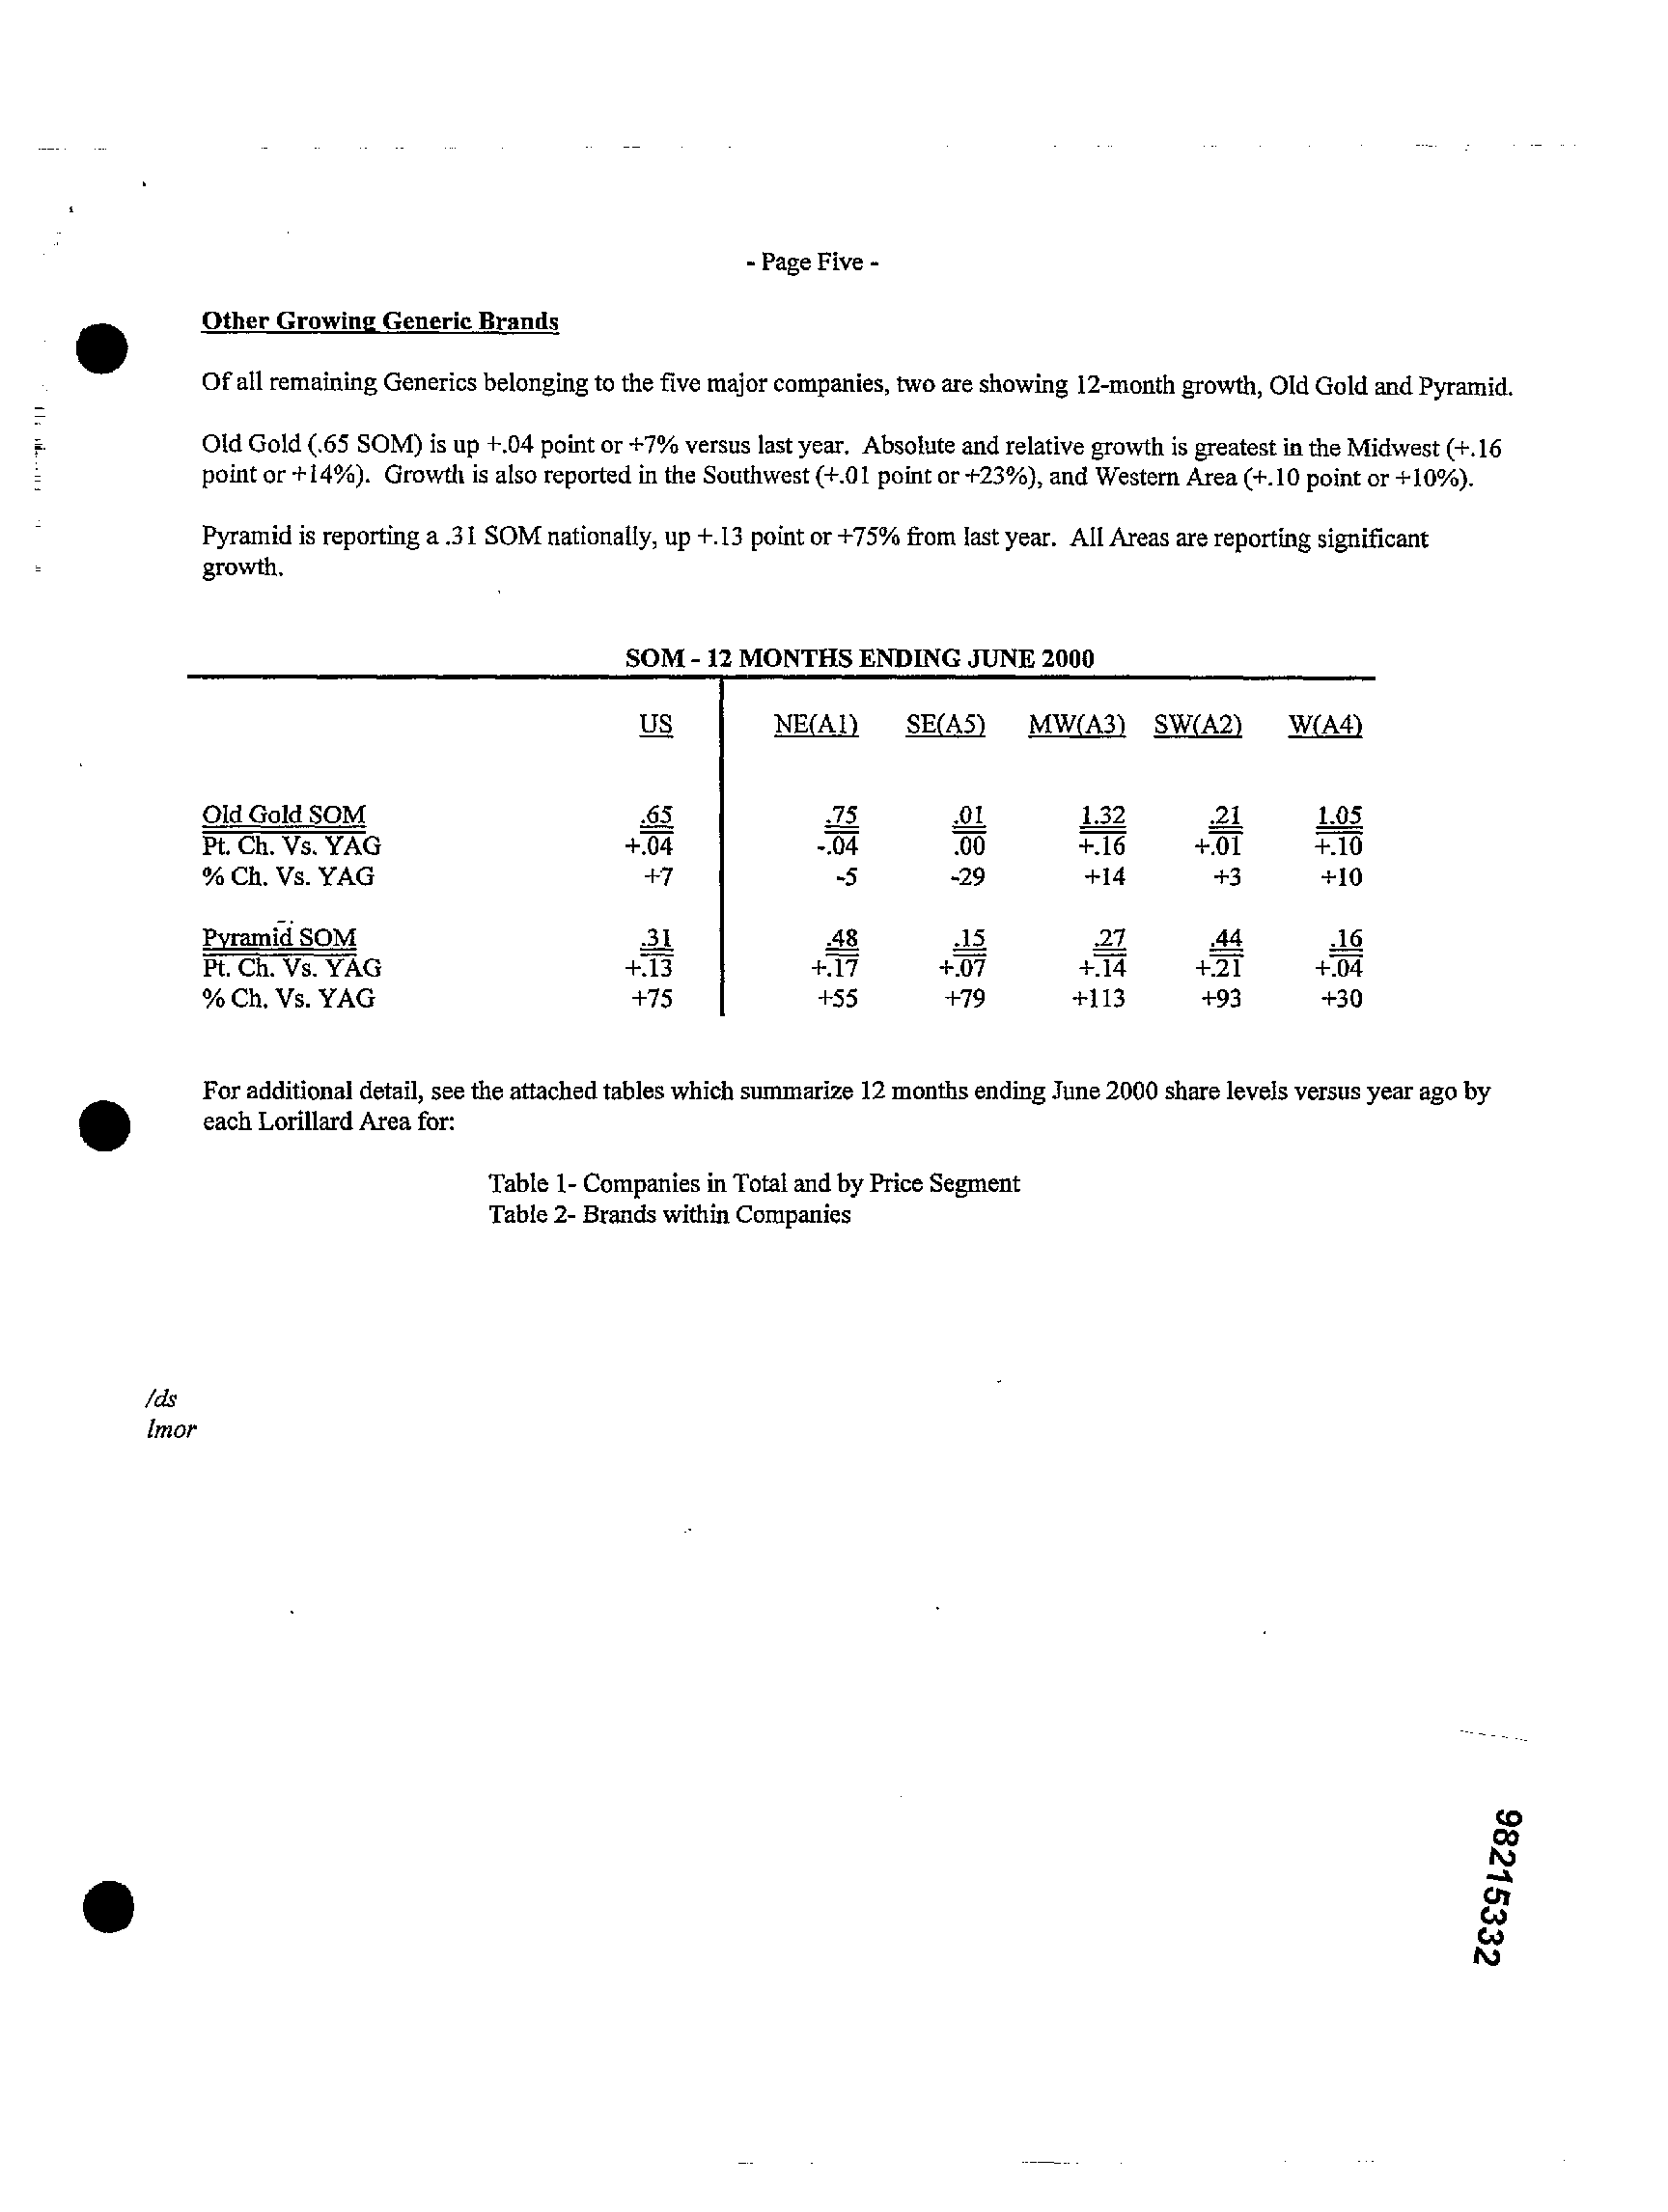 - Page Five -
Other Growing Generic Brands
Of all remaining Generics belonging to the five major companies, two are showing 12-month growth, Old Gold and Pyramid.
Old Gold (.65 SOM) is up +.04 point or +7% versus last year. Absolute and relative growth is greatest in the Midwest (+.16
point or +14%). Growth is also reported in the Southwest (+.01 point or +23%), and Western Area (+.10 point or +10%).
Pyramid is reporting a .31 SOM nationally, up +.13 point or +75% from last year. All Areas are reporting significant
growth.
SOM - 12 MONTHS ENDING JUNE 2000
US NE(A1) SE(A5) MW(A3) SW(A2) W(A4)
Old Gold SOM .65 .75 .01 1.32 .21 1.05
Pt. Ch. Vs. YAG +.04 -.04 .00 +.16 +.01 +.10
% Ch. Vs. YAG +7 -5 -29 +14 +3 +10
Pyramid SOM .31 .48 .15 .27 .44 .16
Pt. Ch. Vs. YAG +.13 +.17 +.07 +.14 +.21 +.04
% Ch. Vs. YAG +75 +55 +79 +113 +93 +30
For additional detail, see the attached tables which summarize 12 months ending June 2000 share levels versus year ago by
each Lorillard Area for:
Table 1- Companies in Total and by Price Segment
Table 2- Brands within Companies
/ds
lmor
98215332